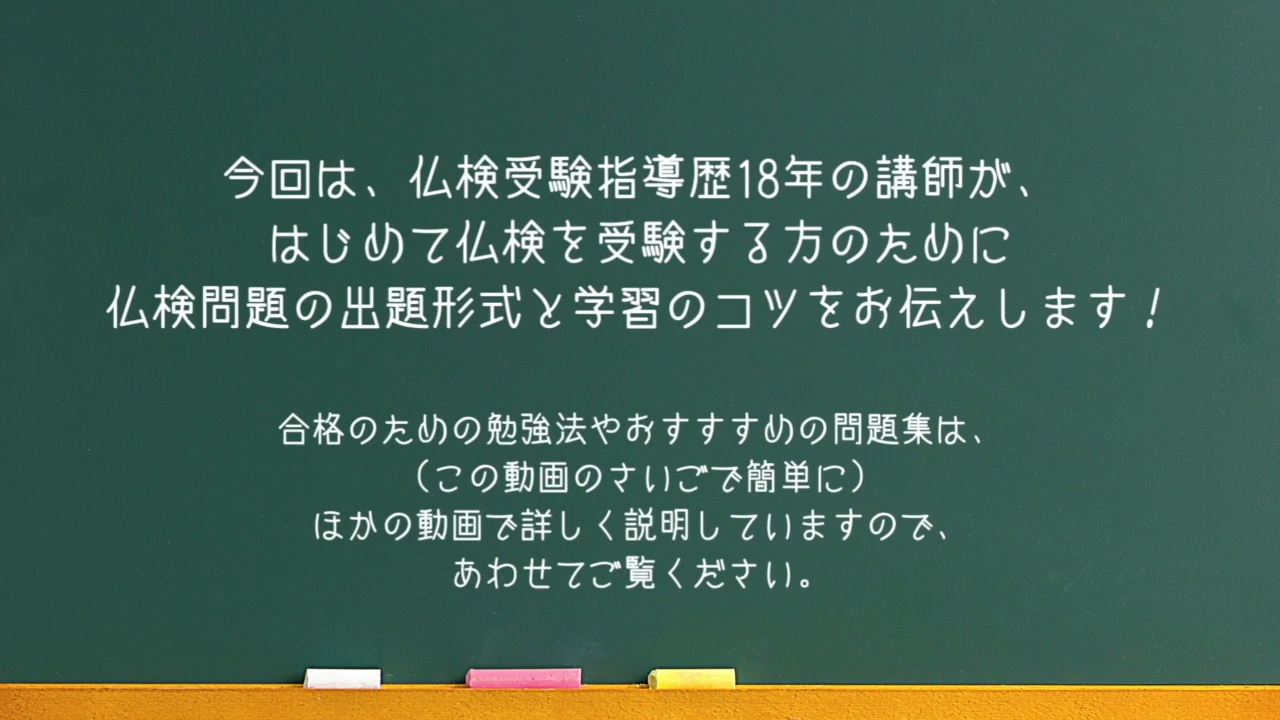 今回は、仏検受験指導歴18年の講師が、
はじめて仏検を受験する方のために
仏検問題の出題形式と学習のコツをお伝えします！
合格のための勉強法やおすすすめの問題集は、
（この動画のさいごで簡単に）
ほかの動画で詳しく説明していますので、
あわせてご覧ください。